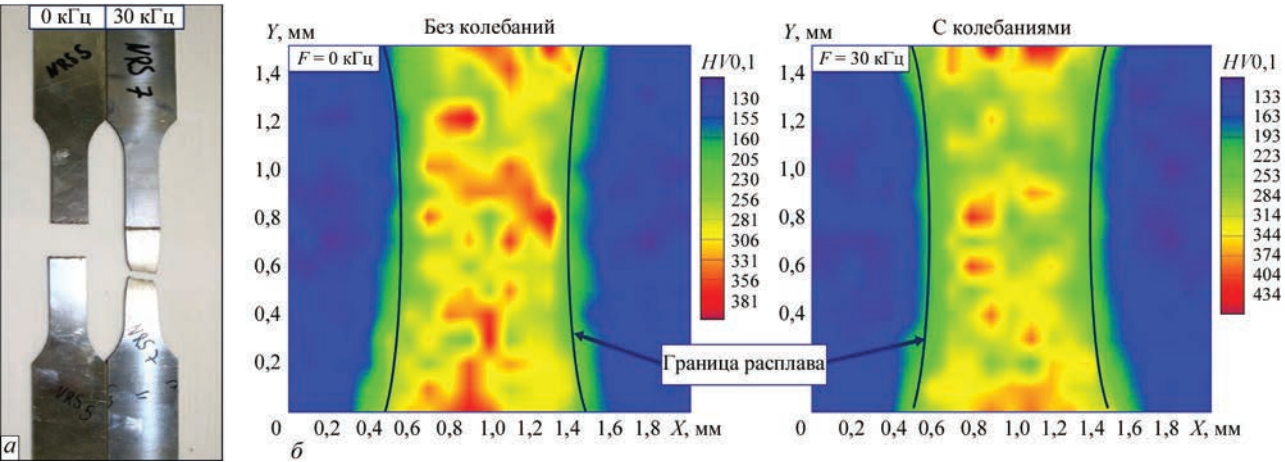 0 кГц 30 кГц
NRS5
NRS 7
NRS 7
NRS5
а
Без колебаний
Y, мм
F = 0 кГц
1,4
1,2
1,0
0,8
0,6
0,4
0,2
0 0,2 0,4 0,6 0,8 1,0 1,2 1,4 1,6 1,8 X, мм
б
HV0,1
130
155
160
205
230
256
281
306
331
356
381
Граница расплава
С колебаниями
Y, мм
F = 30 кГц
1,4
1,2
1,0
0,8
0,6
0,4
0,2
0 0,2 0,4 0,6 0,8 1,0 1,2 1,4 1,6 1,8 X, мм
HV0,1
133
163
193
223
253
284
314
344
374
404
434